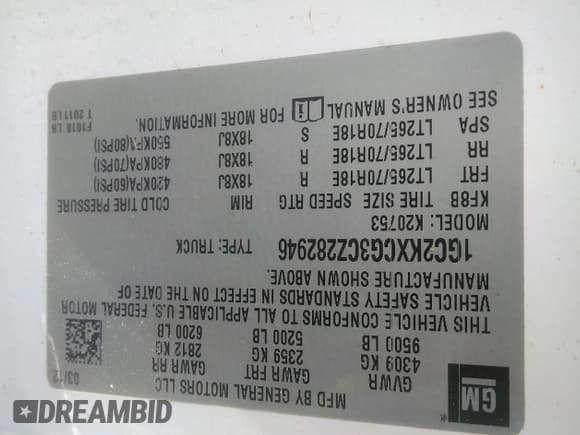 GM
MFD BY GENERAL MOTORS LLC
03/12
GVWR GAWR FRT GAWR RR
4309 KG 2359 KG 2812 KG
9500 LB 5200 LB 6200 LB
THIS VEHICLE CONFORMS TO ALL APPLICABLE U.S. FEDERAL MOTOR
VEHICLE SAFETY STANDARDS IN EFFECT ON THE DATE OF
MANUFACTURE SHOWN ABOVE.
1GC2KXCG3CZ282946 TYPE: TRUCK
MODEL: K20753
KF8B TIRE SIZE SPEED RTG RIM COLD TIRE PRESSURE
FRT LT265/70R18E R 18X8J 420KPA(60PSI)
RR LT265/70R18E R 18X8J 480KPA(70PSI)
SPA LT265/70R18E S 18X8J 550KPA(80PSI)
SEE OWNER'S MANUAL FOR MORE INFORMATION.
F1018 LB
T 2011 LB
DREAMBID